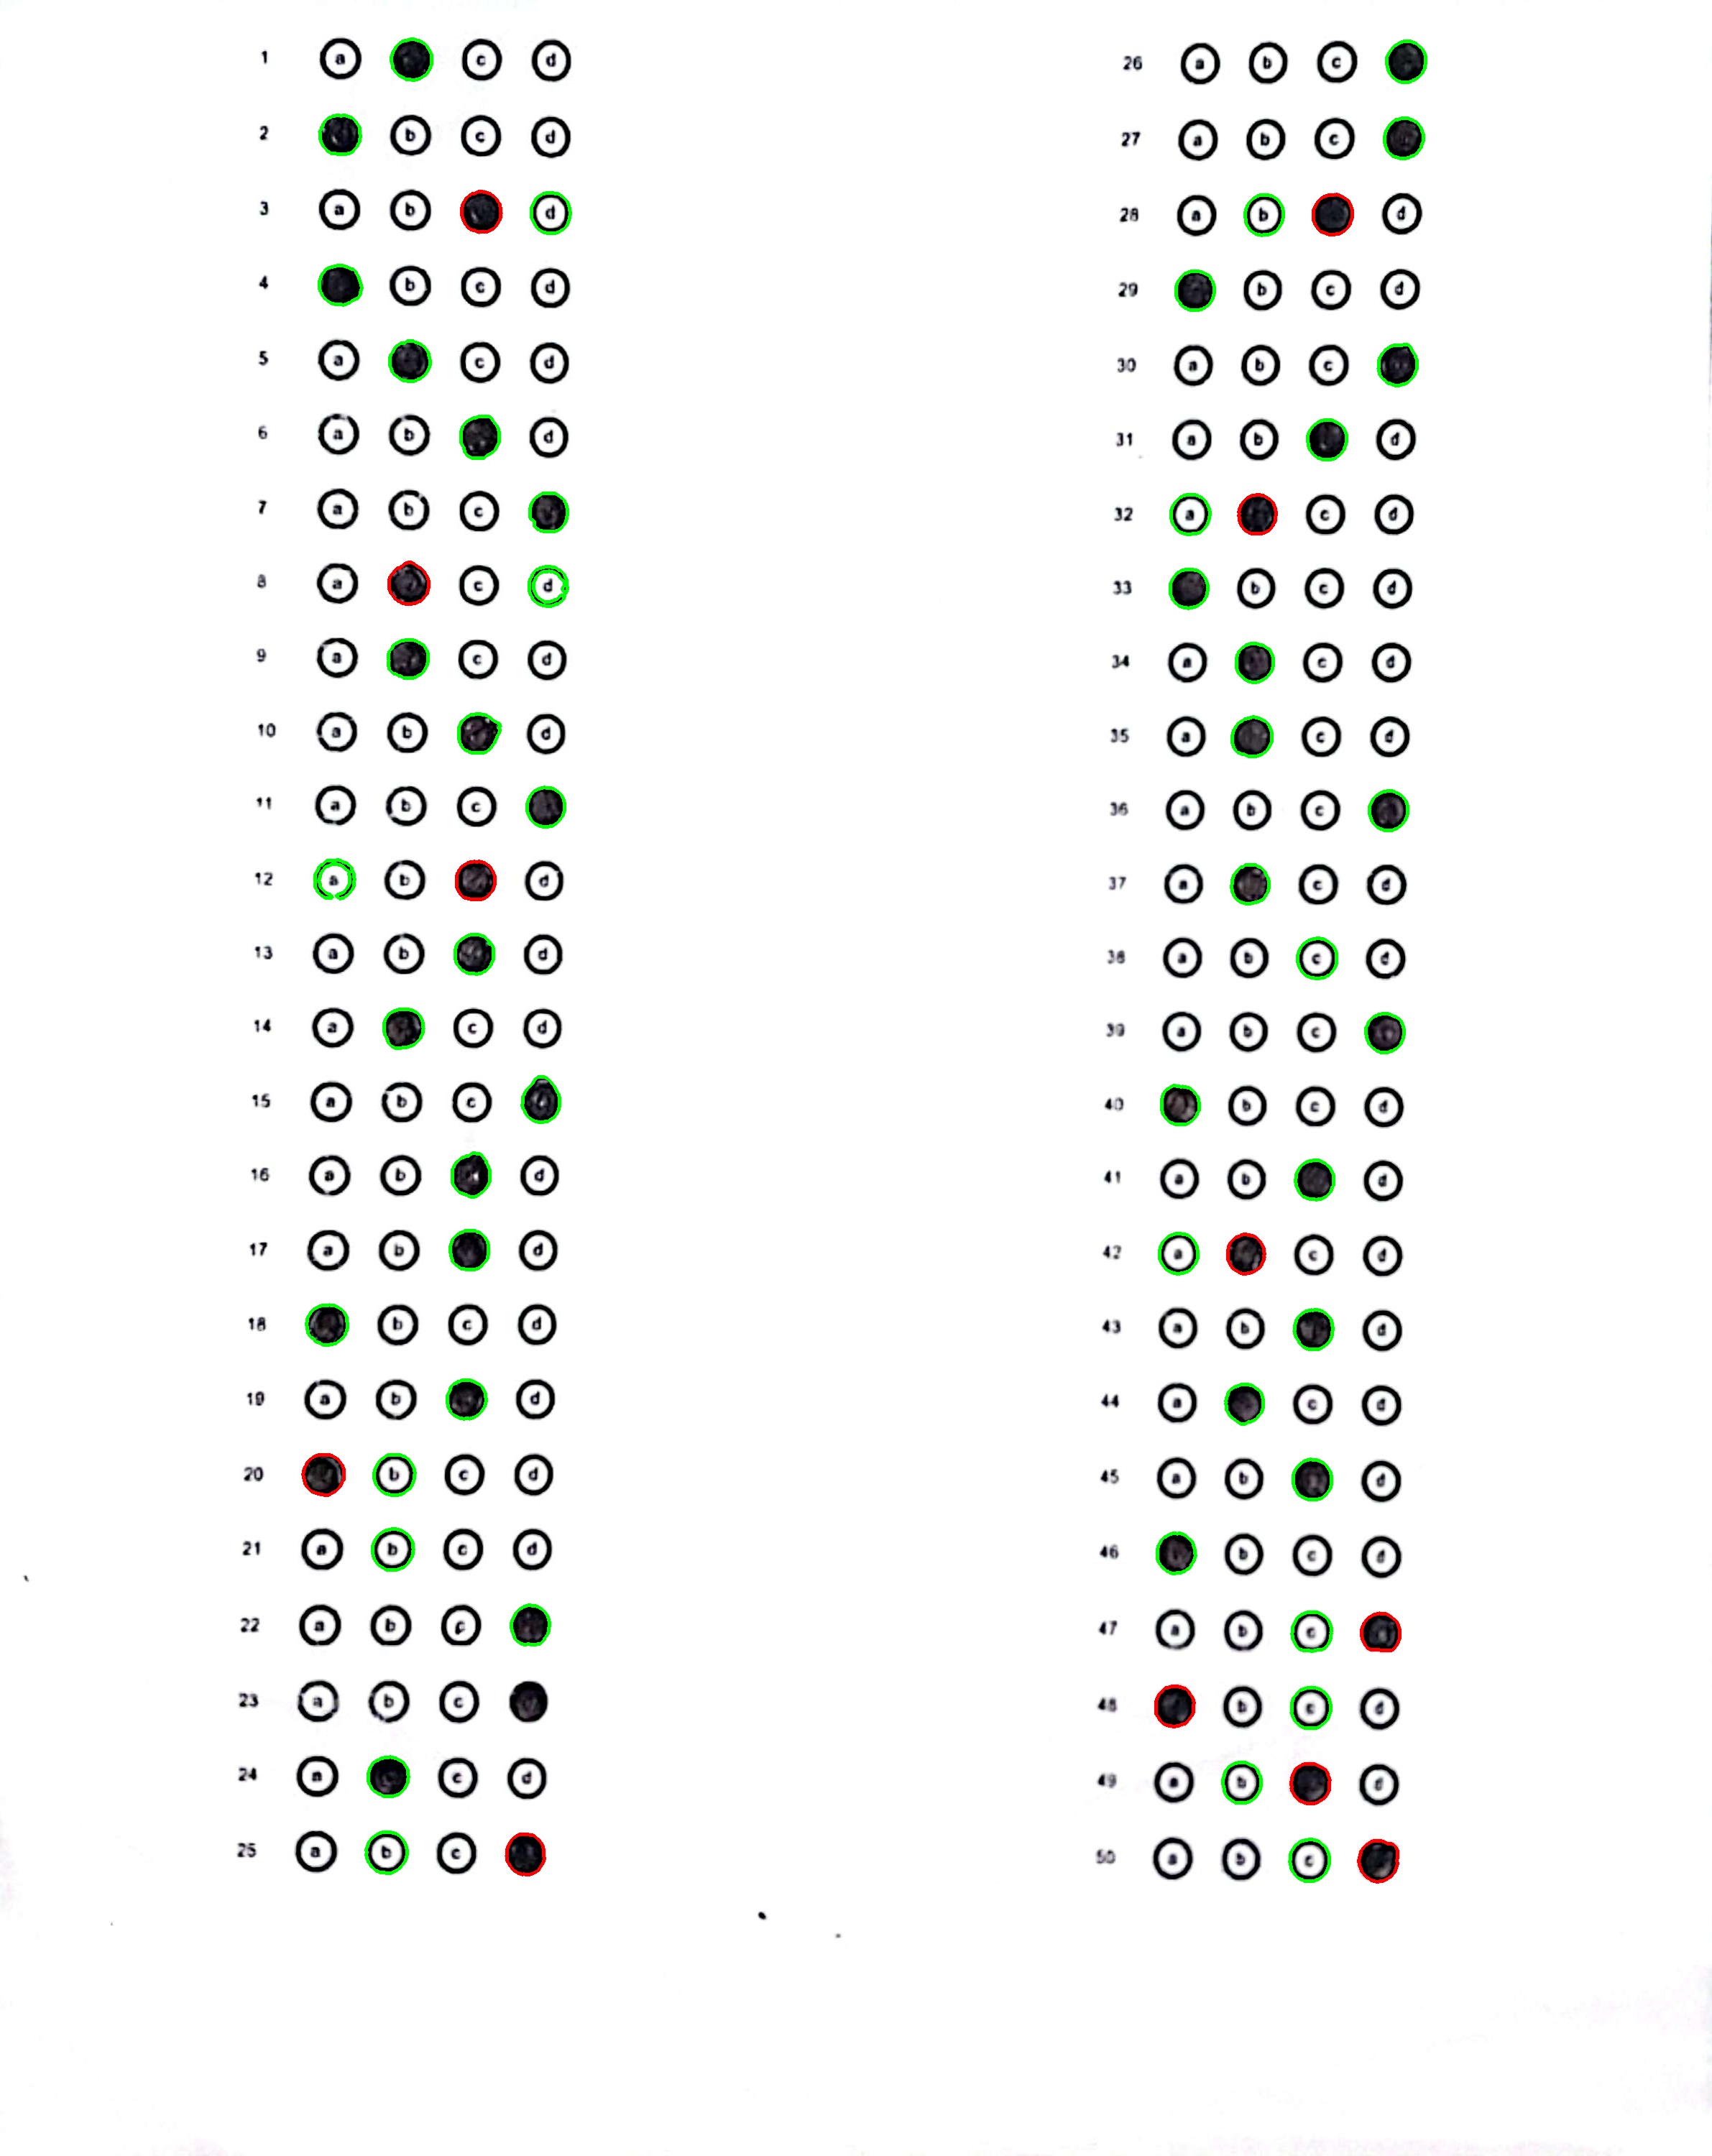 1 a c d
2 b c d
3 a b d
4 b c d
5 a c d
6 a b d
7 a b c
8 a c d
9 a c d
10 a b d
11 a b c
12 a b d
13 a b d
14 a c d
15 a b c
16 a b d
17 a b d
18 b c d
19 a b d
20 b c d
21 a b c d
22 a b c
23 a b c
24 a c d
25 a b c
26 a b c
27 a b c
28 a b d
29 b c d
30 a b c
31 a b d
32 a c d
33 b c d
34 a c d
35 a c d
36 a b c
37 a c d
38 a b c d
39 a b c
40 b c d
41 a b d
42 a c d
43 a b d
44 a c d
45 a b d
46 b c d
47 a b c
48 b c d
49 a b d
50 a b c